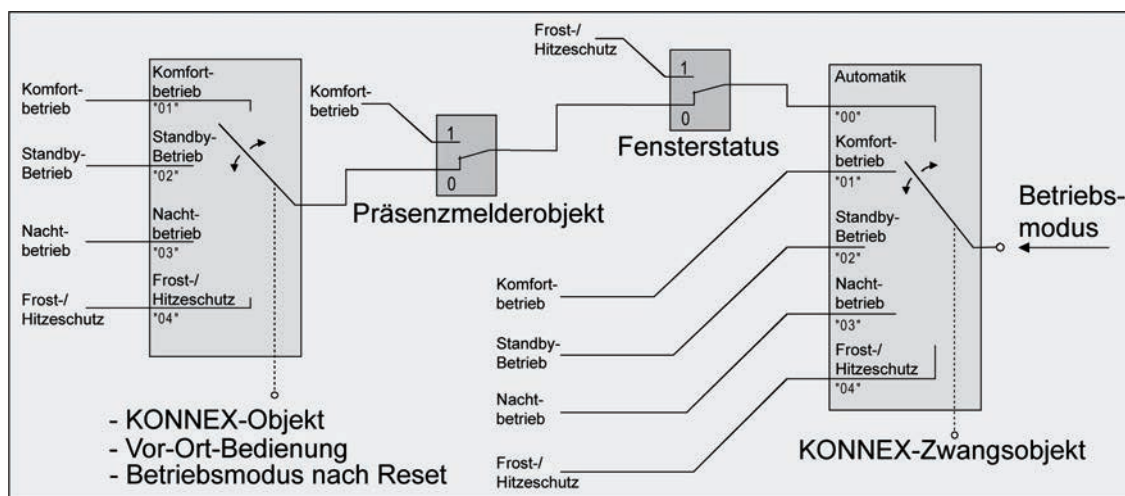 Komfort-
betrieb
Standby-
Betrieb
Nacht-
betrieb
Frost-/
Hitzeschutz
Komfort-
betrieb
"01"
Standby-
Betrieb
"02"
Nacht-
betrieb
"03"
Frost-/
Hitzeschutz
"04"
- KONNEX-Objekt
- Vor-Ort-Bedienung
- Betriebsmodus nach Reset
Komfort-
betrieb
1
0
Präsenzmelderobjekt
Frost-/
Hitzeschutz
1
0
Fensterstatus
Komfort-
betrieb
Standby-
Betrieb
Nacht-
betrieb
Frost-/
Hitzeschutz
Automatik
"00"
Komfort-
betrieb
"01"
Standby-
Betrieb
"02"
Nacht-
betrieb
"03"
Frost-/
Hitzeschutz
"04"
KONNEX-Zwangsobjekt
Betriebs-
modus